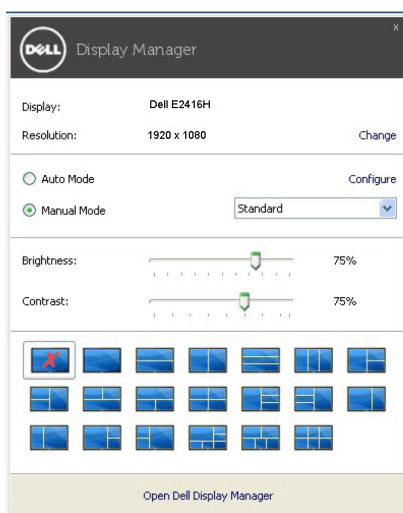 x
DELL Display Manager
Display: Dell E2416H
Resolution: 1920 x 1080 Change
Auto Mode Configure
Manual Mode Standard
Brightness: 75%
Contrast: 75%
Open Dell Display Manager